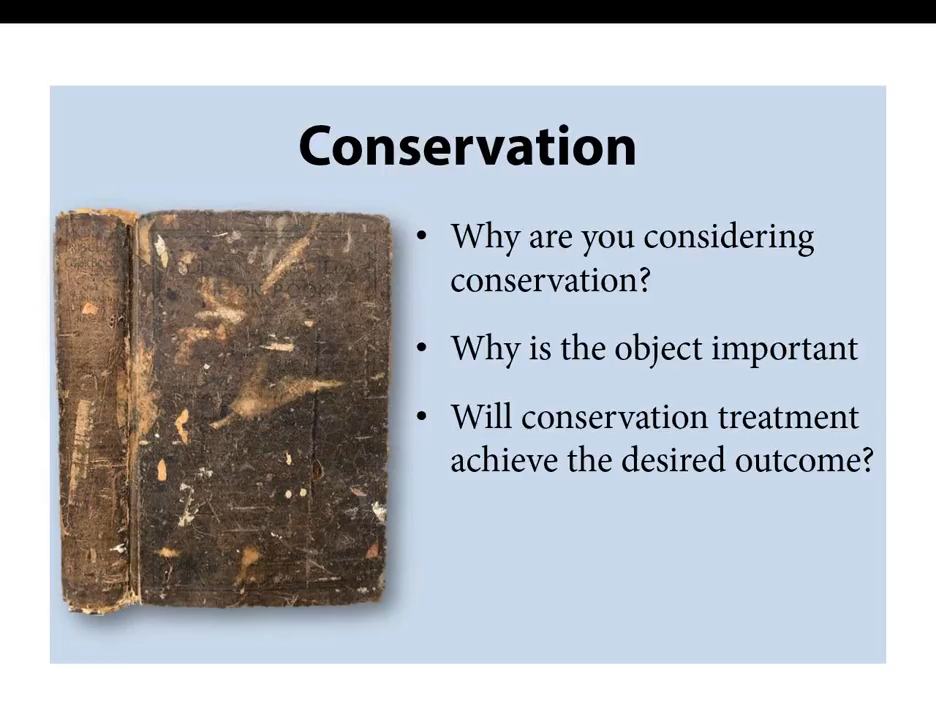 Conservation
• Why are you considering
conservation?
• Why is the object important
• Will conservation treatment
achieve the desired outcome?